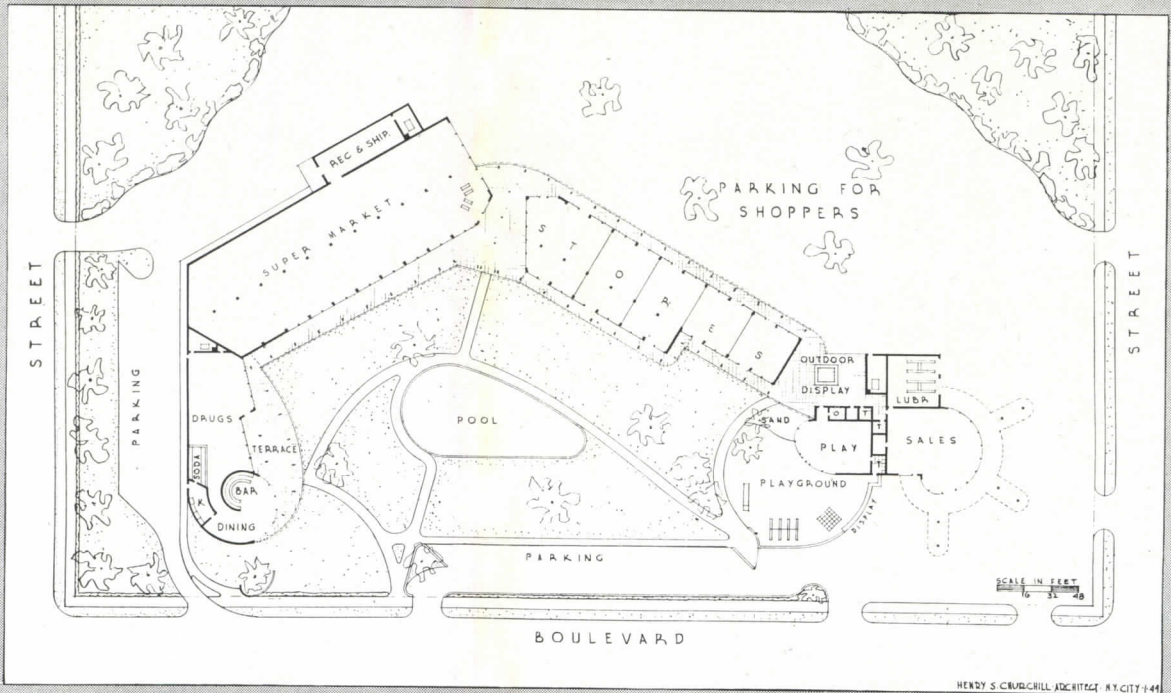 REC & SHIP.
SUPER MARKET
PARKING FOR
SHOPPERS
STORES
STREET
STREET
PARKING
OUTDOOR
DISPLAY
LUBR.
DRUGS
TERRACE
POOL
SAND
O
T
T
T
PLAY
T
SALES
SODA
BAR
K.
DINING
PLAYGROUND
DISPLAY
PARKING
SCALE IN FEET
16 32 48
BOULEVARD
HENRY S. CHURCHILL ARCHITECT N.Y. CITY 1-44